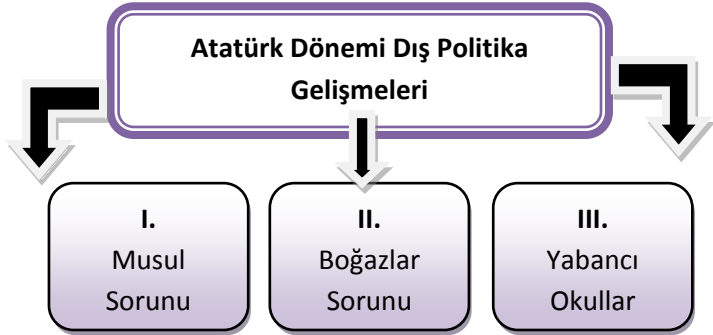 Atatürk Dönemi Dış Politika
Gelişmeleri
I.
Musul
Sorunu
II.
Boğazlar
Sorunu
III.
Yabancı
Okullar